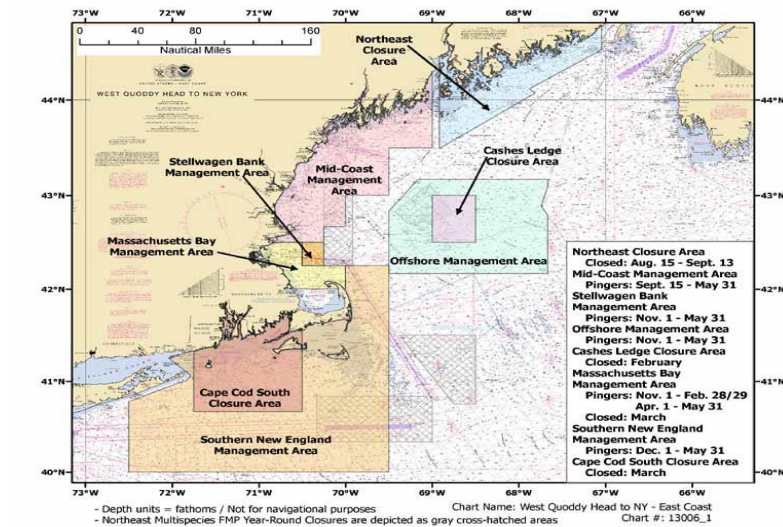 73°W 72°W 71°W 70°W 69°W 68°W 67°W 66°W
0 40 80 160
Nautical Miles
UNITED STATES - EAST COAST
WEST QUODDY HEAD TO NEW YORK
Northeast
Closure
Area
44°N 44°N
Stellwagen Bank
Management Area
Mid-Coast
Management
Area
Cashes Ledge
Closure Area
NOVA SCOTIA
43°N 43°N
Massachusetts Bay
Management Area
Offshore Management Area
42°N 42°N
MASSACHUSETTS
CONNECTICUT
41°N 41°N
Cape Cod South
Closure Area
Southern New England
Management Area
40°N 40°N
Northeast Closure Area
Closed: Aug. 15 - Sept. 13
Mid-Coast Management Area
Pingers: Sept. 15 - May 31
Stellwagen Bank
Management Area
Pingers: Nov. 1 - May 31
Offshore Management Area
Pingers: Nov. 1 - May 31
Cashes Ledge Closure Area
Closed: February
Massachusetts Bay
Management Area
Pingers: Nov. 1 - Feb. 28/29
Apr. 1 - May 31
Closed: March
Southern New England
Management Area
Pingers: Dec. 1 - May 31
Cape Cod South Closure Area
Closed: March
73°W 72°W 71°W 70°W 69°W 68°W 67°W 66°W
- Depth units = fathoms / Not for navigational purposes
- Northeast Multispecies FMP Year-Round Closures are depicted as gray cross-hatched areas
Chart Name: West Quoddy Head to NY - East Coast
Chart #: 13006_1